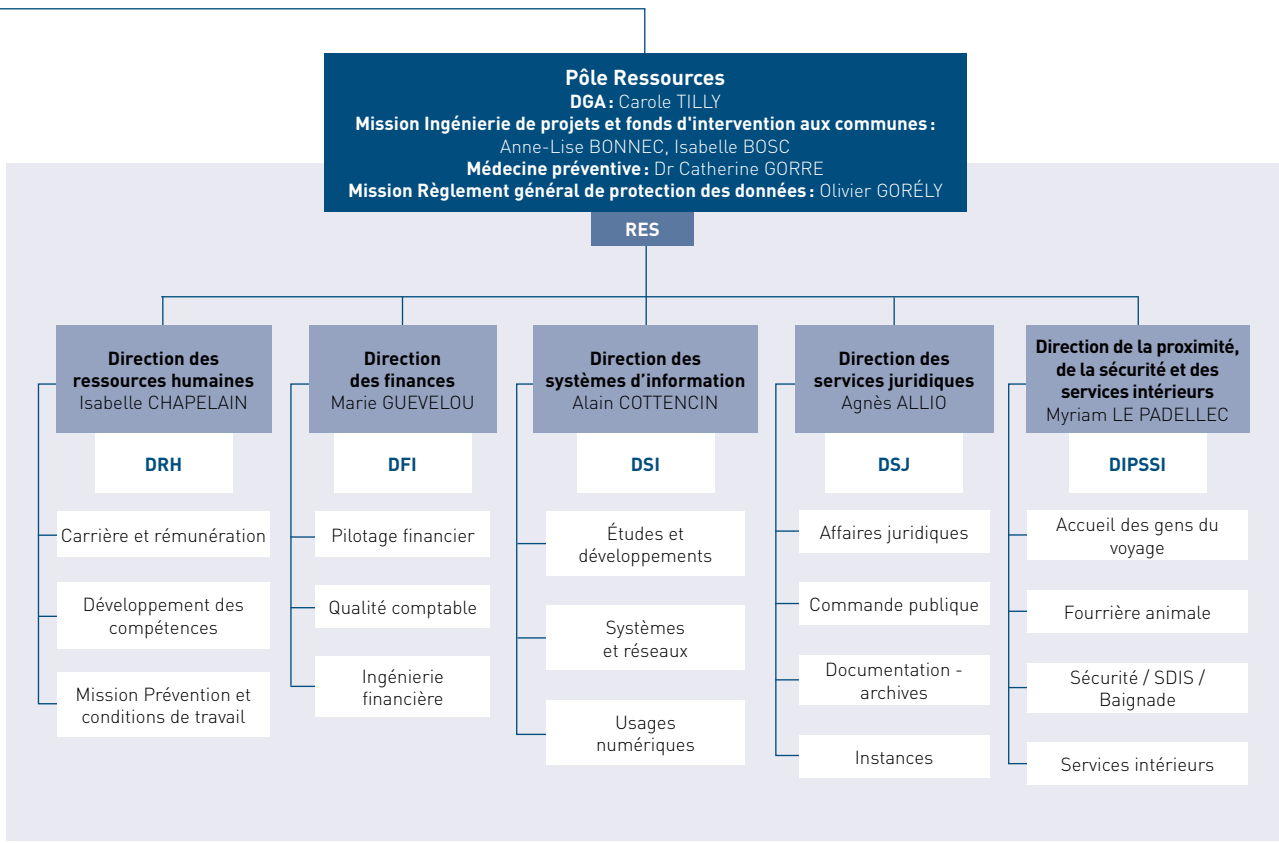 Pôle Ressources
DGA : Carole TILLY
Mission Ingénierie de projets et fonds d'intervention aux communes :
Anne-Lise BONNEC, Isabelle BOSC
Médecine préventive : Dr Catherine GORRE
Mission Règlement général de protection des données : Olivier GORÉLY
RES
Direction des
ressources humaines
Isabelle CHAPELAIN
DRH
Carrière et rémunération
Développement des
compétences
Mission Prévention et
conditions de travail
Direction
des finances
Marie GUEVELOU
DFI
Pilotage financier
Qualité comptable
Ingénierie
financière
Direction des
systèmes d’information
Alain COTTENCIN
DSI
Études et
développements
Systèmes
et réseaux
Usages
numériques
Direction des
services juridiques
Agnès ALLIO
DSJ
Affaires juridiques
Commande publique
Documentation -
archives
Instances
Direction de la proximité,
de la sécurité et des
services intérieurs
Myriam LE PADELLEC
DIPSSI
Accueil des gens du
voyage
Fourrière animale
Sécurité / SDIS /
Baignade
Services intérieurs